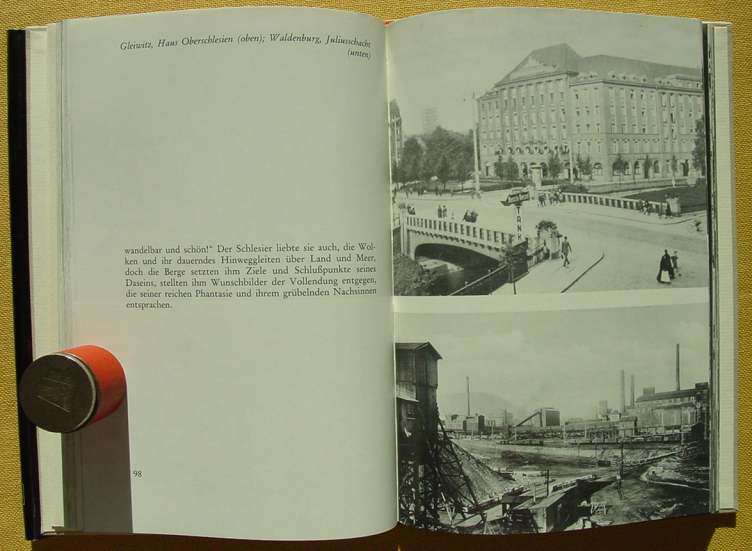 Gleiwitz, Haus Oberschlesien (oben); Waldenburg, Juliusschacht
(unten)
wandelbar und schön!“ Der Schlesier liebte sie auch, die Wol-
ken und ihr dauerndes Hinweggleiten über Land und Meer,
doch die Berge setzten ihm Ziele und Schlußpunkte seines
Daseins, stellten ihm Wunschbilder der Vollendung entgegen,
die seiner reichen Phantasie und ihrem grübelnden Nachsinnen
entsprachen.
98